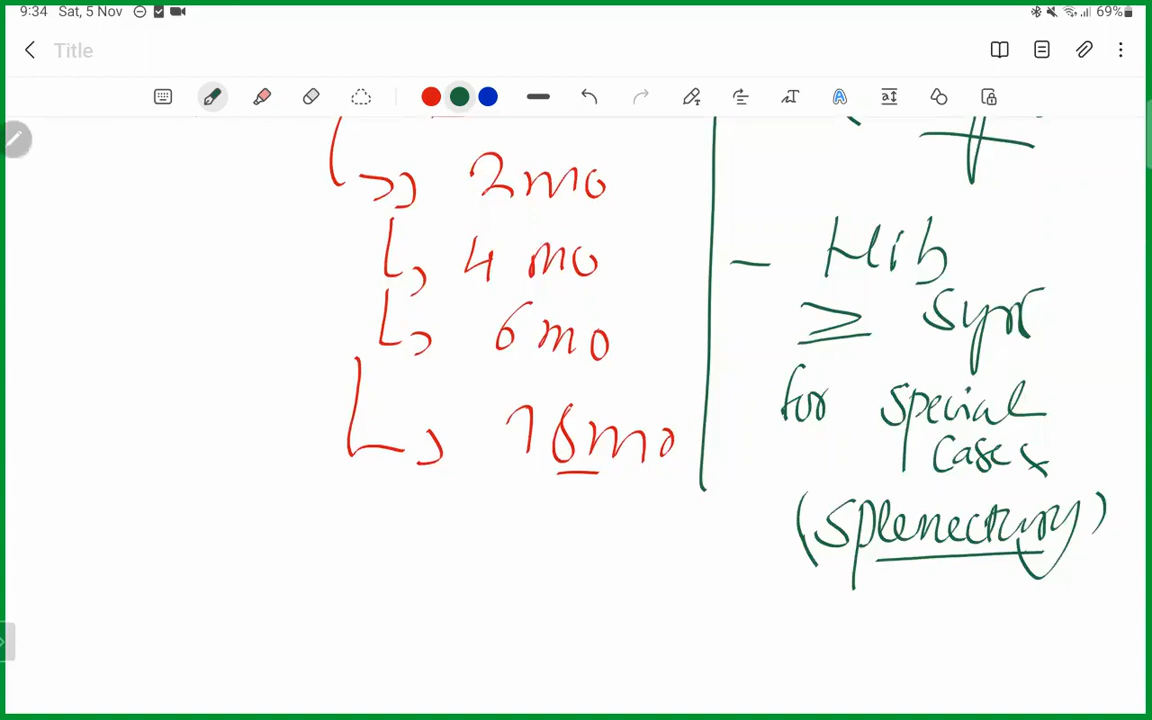 9:34 Sat, 5 Nov 69%
Title
2mo
4 mo
6 mo
18mo
- Hib
≥ 5yr
for special
cases
(splenectomy)